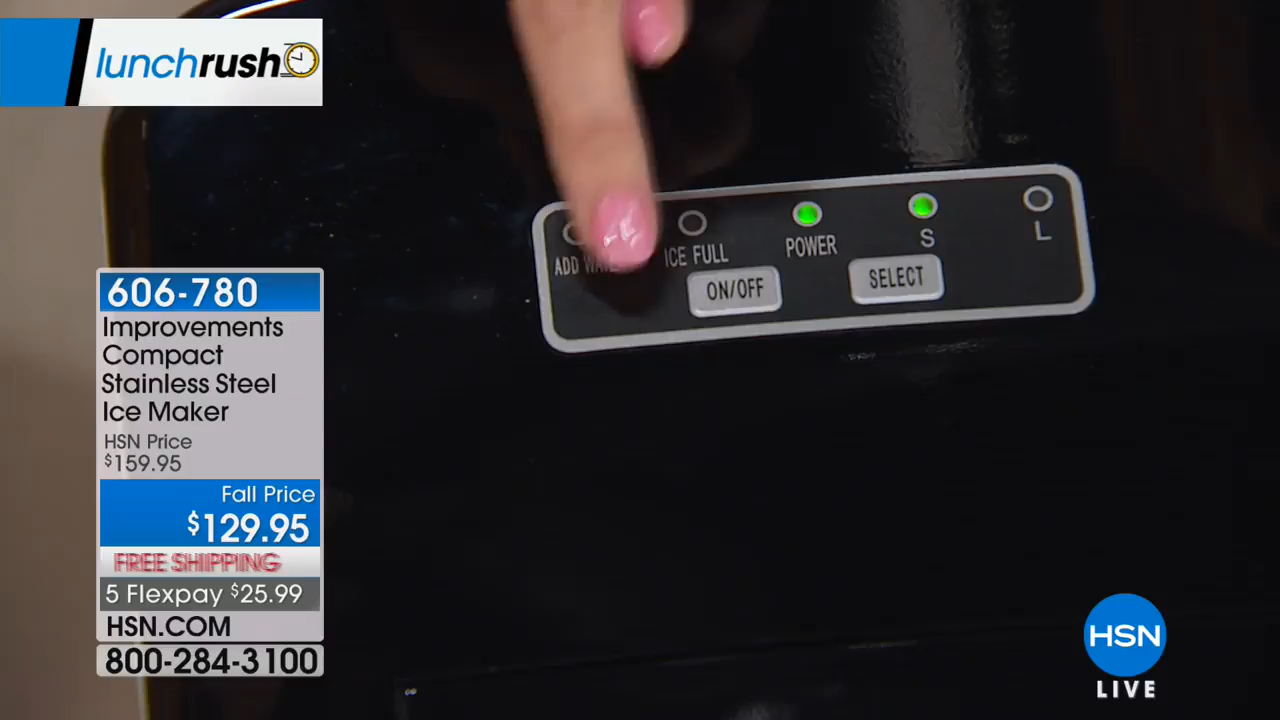 lunchrush
606-780
Improvements
Compact
Stainless Steel
Ice Maker
HSN Price
$159.95
Fall Price
$129.95
FREE SHIPPING
5 Flexpay $25.99
HSN.COM
800-284-3100
ADD
ICE FULL
POWER
S
L
ON/OFF
SELECT
HSN
LIVE